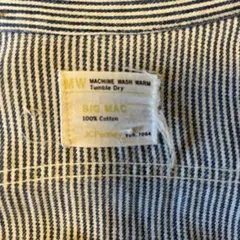 MW MACHINE WASH WARM
Tumble Dry
BIG MAC
100% Cotton
JCPenney